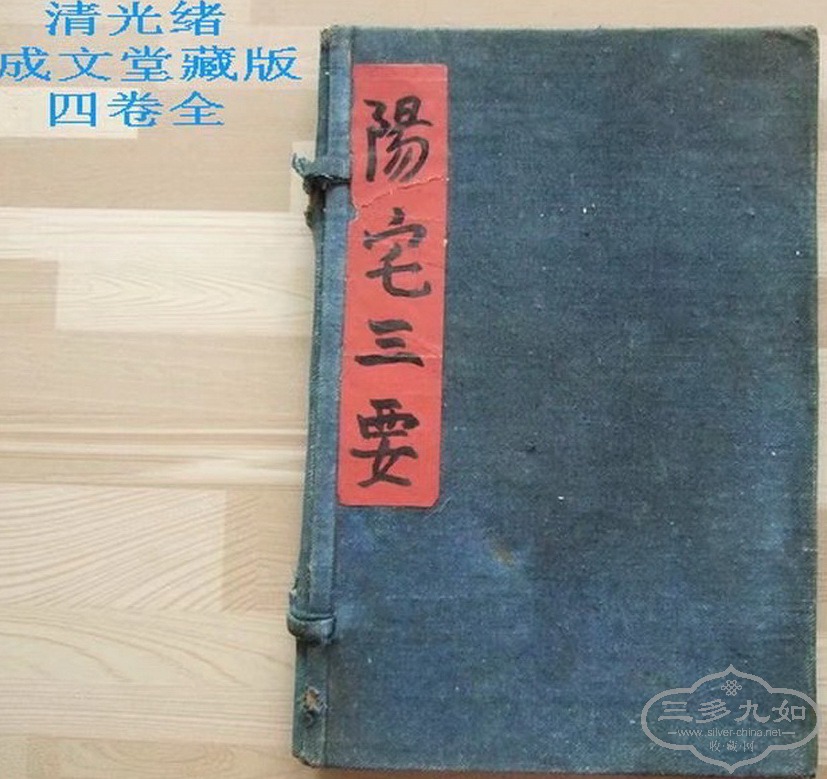 清光绪
成文堂藏版
四卷全
陽宅三要
三多九如
www.silver-china.net
收藏网